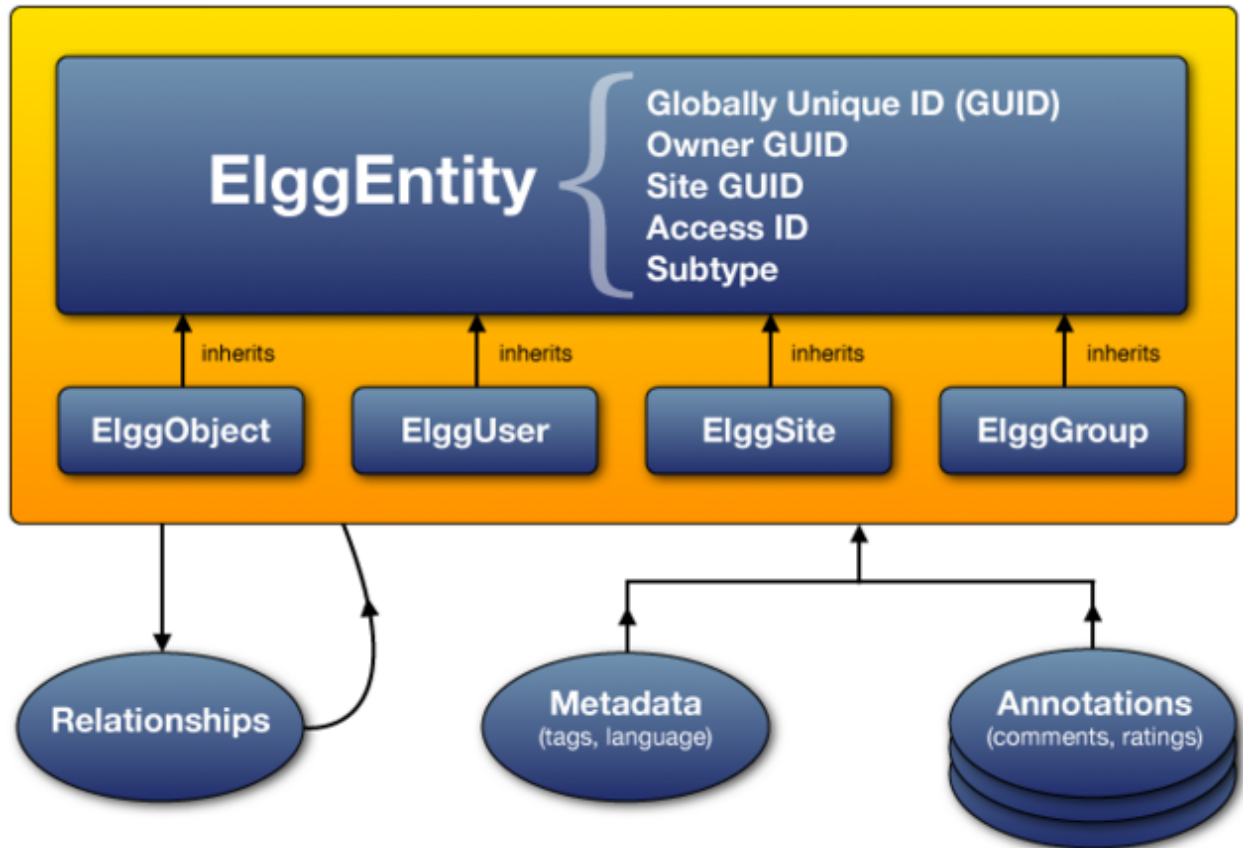 ElggEntity
Globally Unique ID (GUID)
Owner GUID
Site GUID
Access ID
Subtype
inherits
inherits
inherits
inherits
ElggObject
ElggUser
ElggSite
ElggGroup
Relationships
Metadata
(tags, language)
Annotations
(comments, ratings)